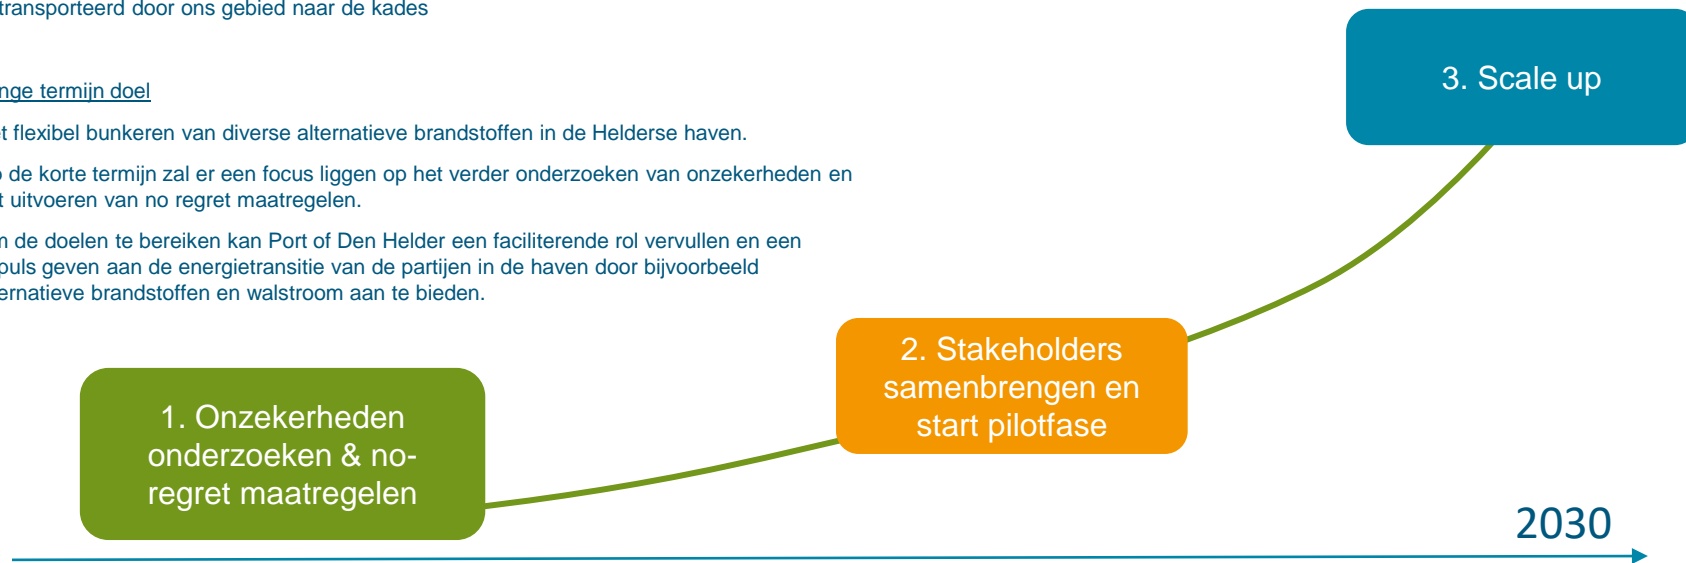 transporteerd door ons gebied naar de kades
nge termijn doel
t flexibel bunkeren van diverse alternatieve brandstoffen in de Helderse haven.
de korte termijn zal er een focus liggen op het verder onderzoeken van onzekerheden en
t uitvoeren van no regret maatregelen.
de doelen te bereiken kan Port of Den Helder een faciliterende rol vervullen en een
puls geven aan de energietransitie van de partijen in de haven door bijvoorbeeld
ernatieve brandstoffen en walstroom aan te bieden.
3. Scale up
2. Stakeholders
samenbrengen en
start pilotfase
1. Onzekerheden
onderzoeken & no-
regret maatregelen
2030